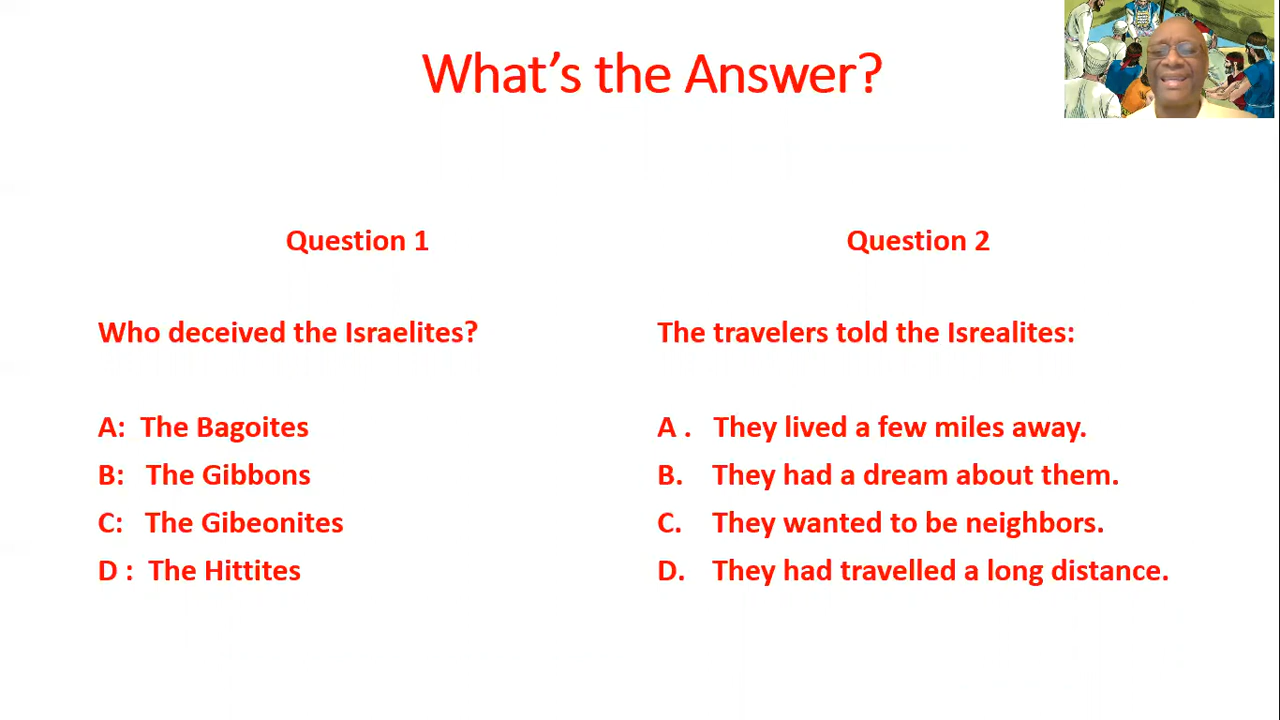 What's the Answer?
Question 1
Who deceived the Israelites?
A: The Bagoites
B: The Gibbons
C: The Gibeonites
D : The Hittites
Question 2
The travelers told the Isrealites:
A . They lived a few miles away.
B. They had a dream about them.
C. They wanted to be neighbors.
D. They had travelled a long distance.